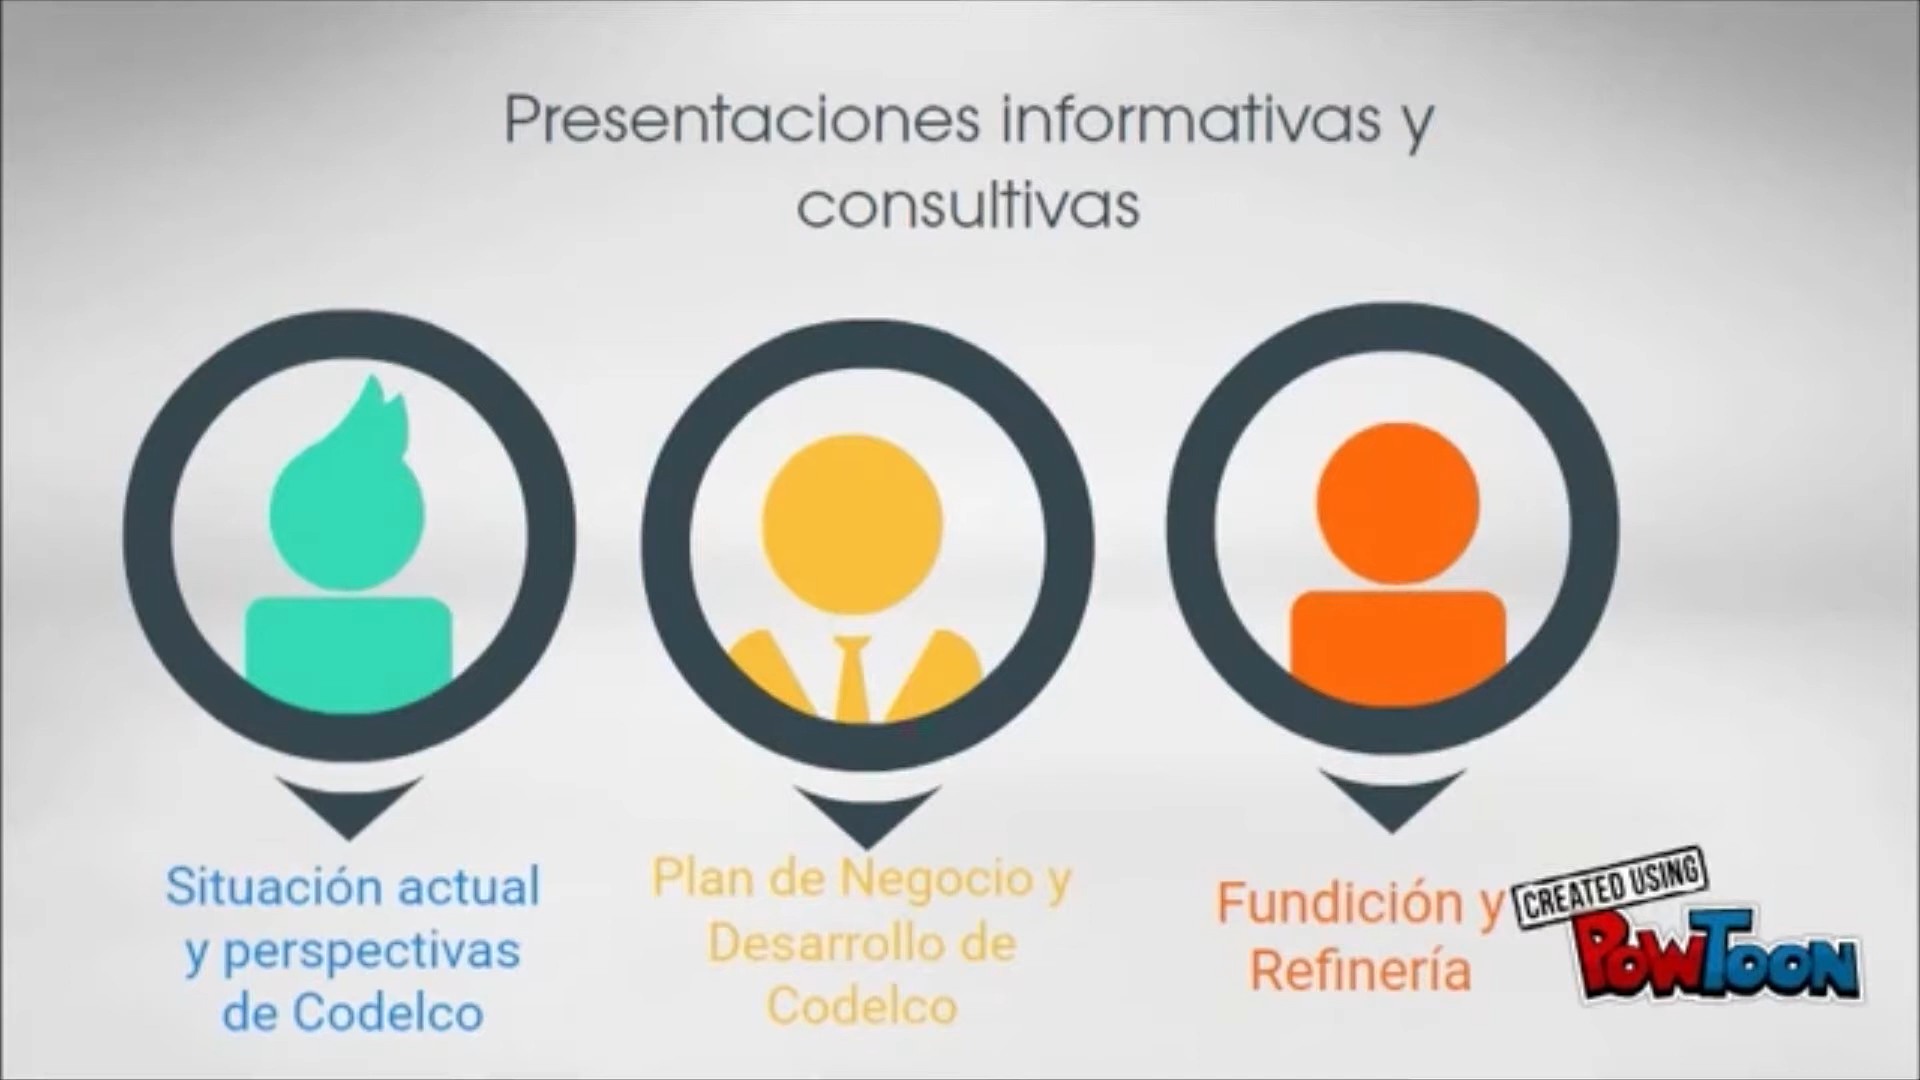 Presentaciones informativas y
consultivas
Situación actual
y perspectivas
de Codelco
Plan de Negocio y
Desarrollo de
Codelco
Fundición y
Refinería
CREATED USING
POWTOON